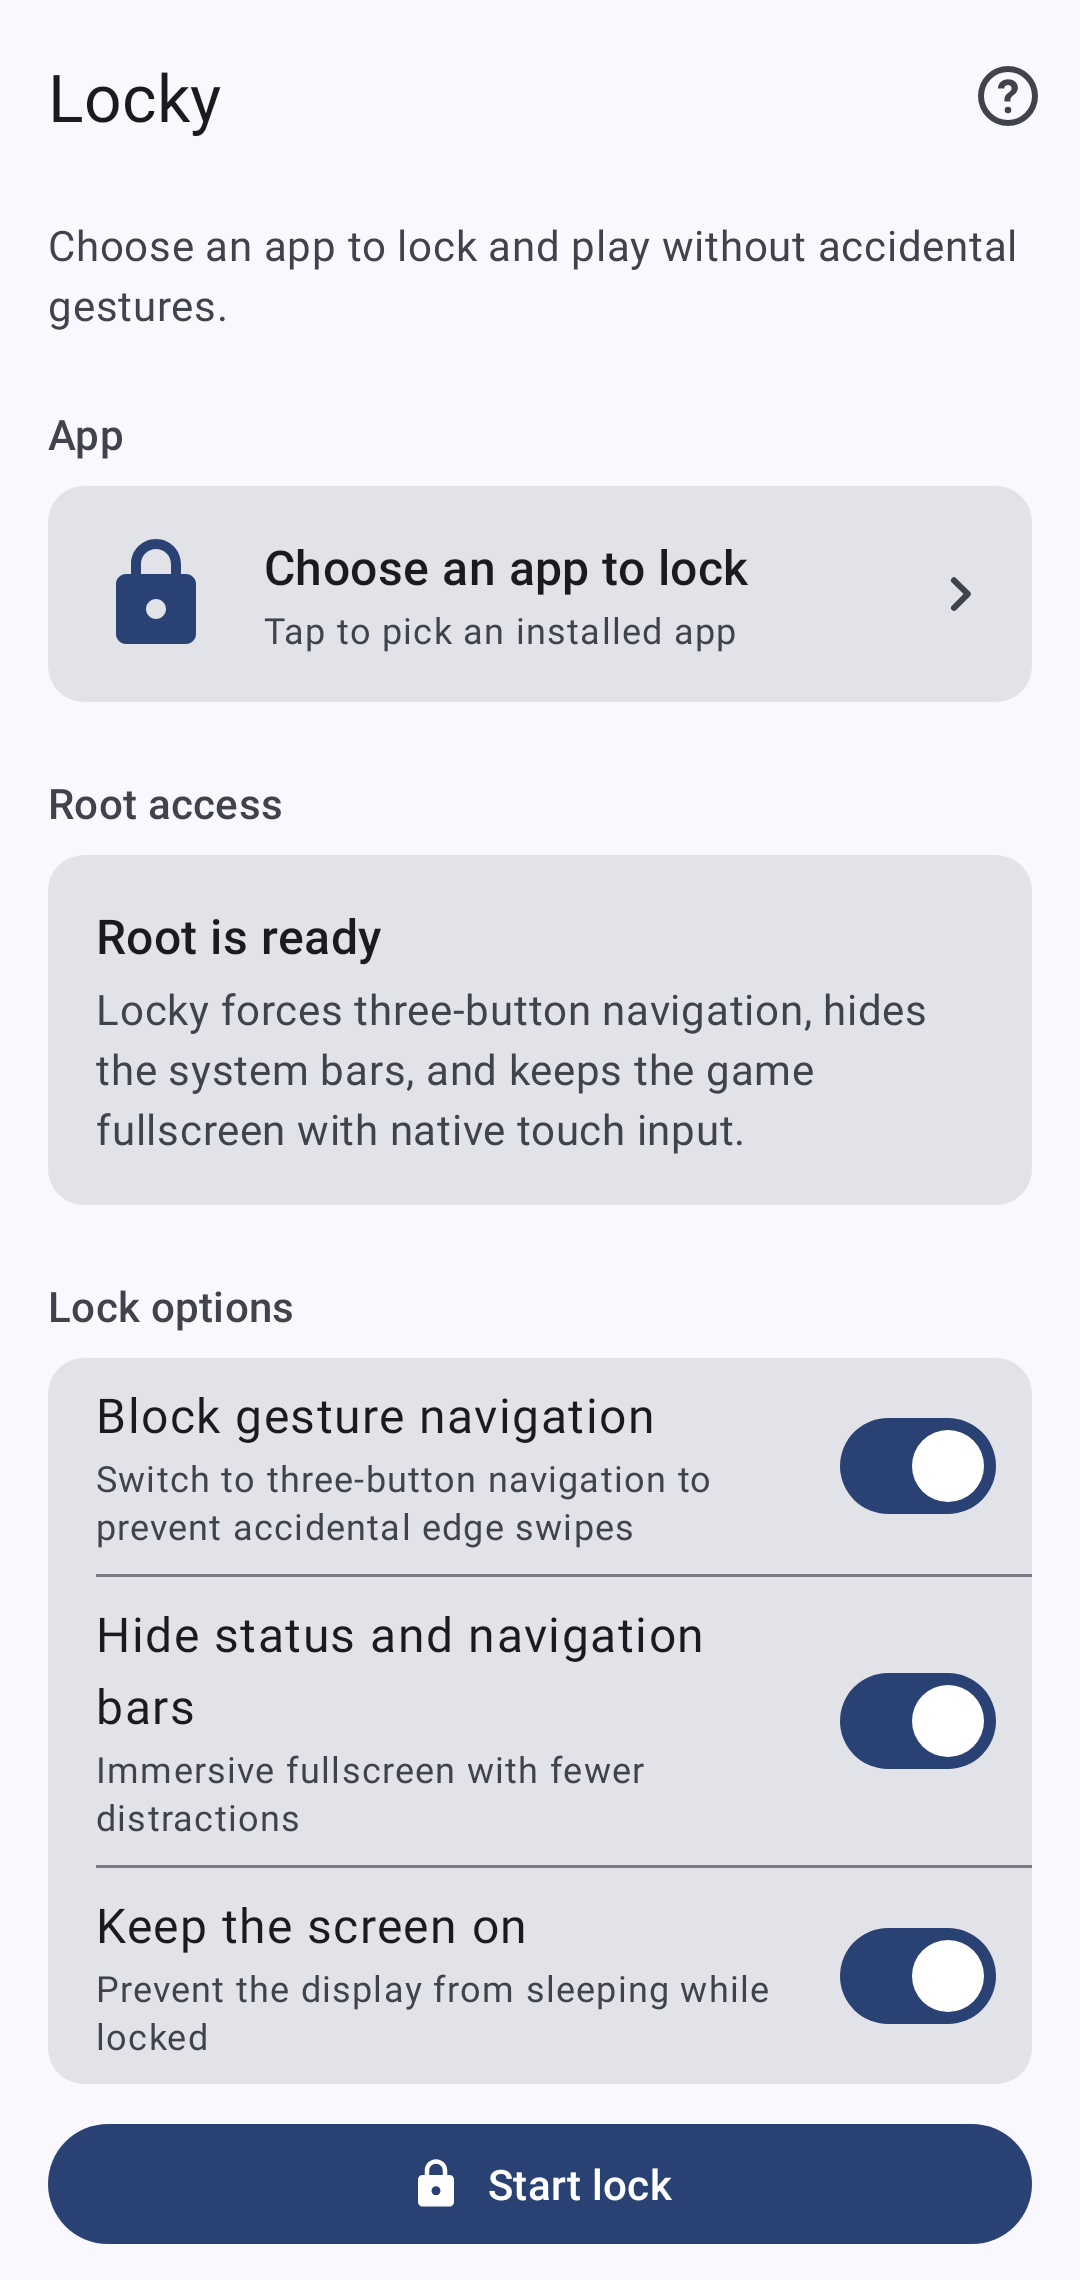 Locky
Choose an app to lock and play without accidental
gestures.
App
Choose an app to lock
Tap to pick an installed app
Root access
Root is ready
Locky forces three-button navigation, hides
the system bars, and keeps the game
fullscreen with native touch input.
Lock options
Block gesture navigation
Switch to three-button navigation to
prevent accidental edge swipes
Hide status and navigation
bars
Immersive fullscreen with fewer
distractions
Keep the screen on
Prevent the display from sleeping while
locked
Start lock